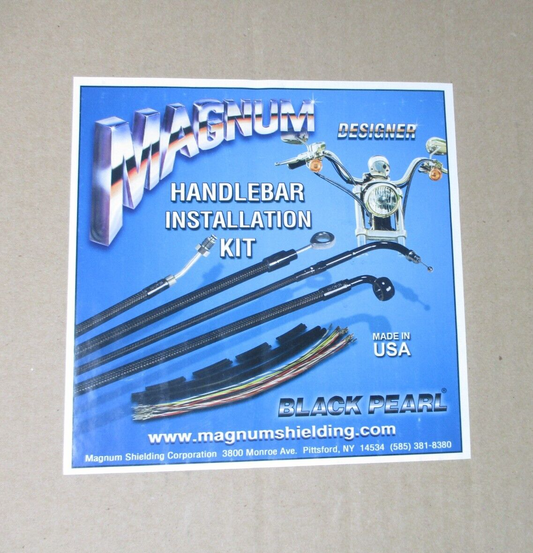 MAGNUM
DESIGNER
HANDLEBAR
INSTALLATION
KIT
MADE IN
USA
BLACK PEARL®
www.magnumshielding.com
Magnum Shielding Corporation 3800 Monroe Ave. Pittsford, NY 14534 (585) 381-8380